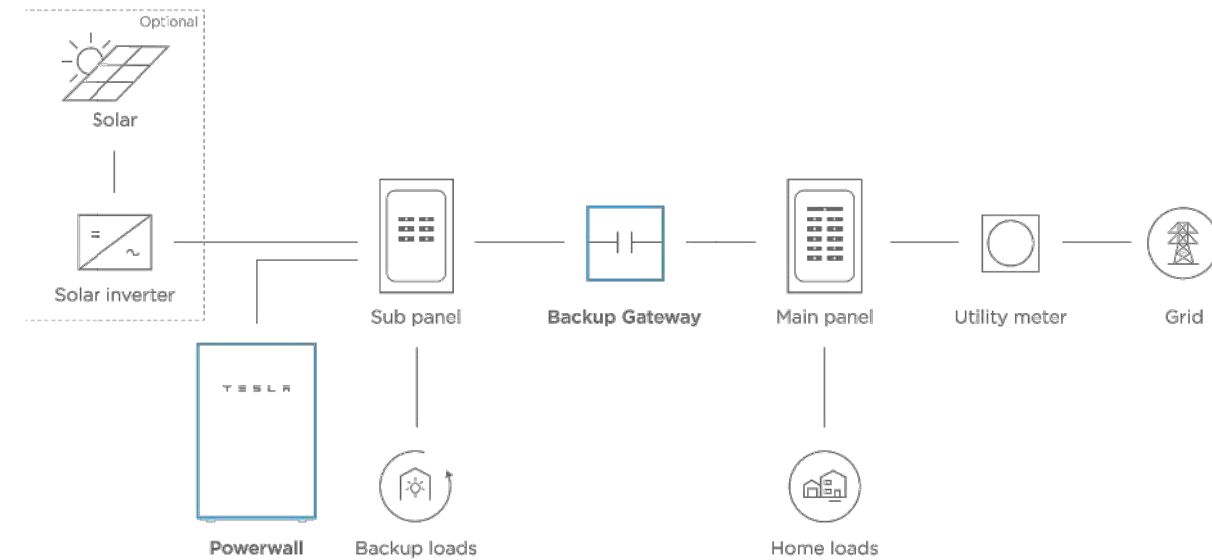 Optional
Solar
Solar inverter
Sub panel
Backup Gateway
Main panel
Utility meter
Grid
TESLA
Powerwall
Backup loads
Home loads